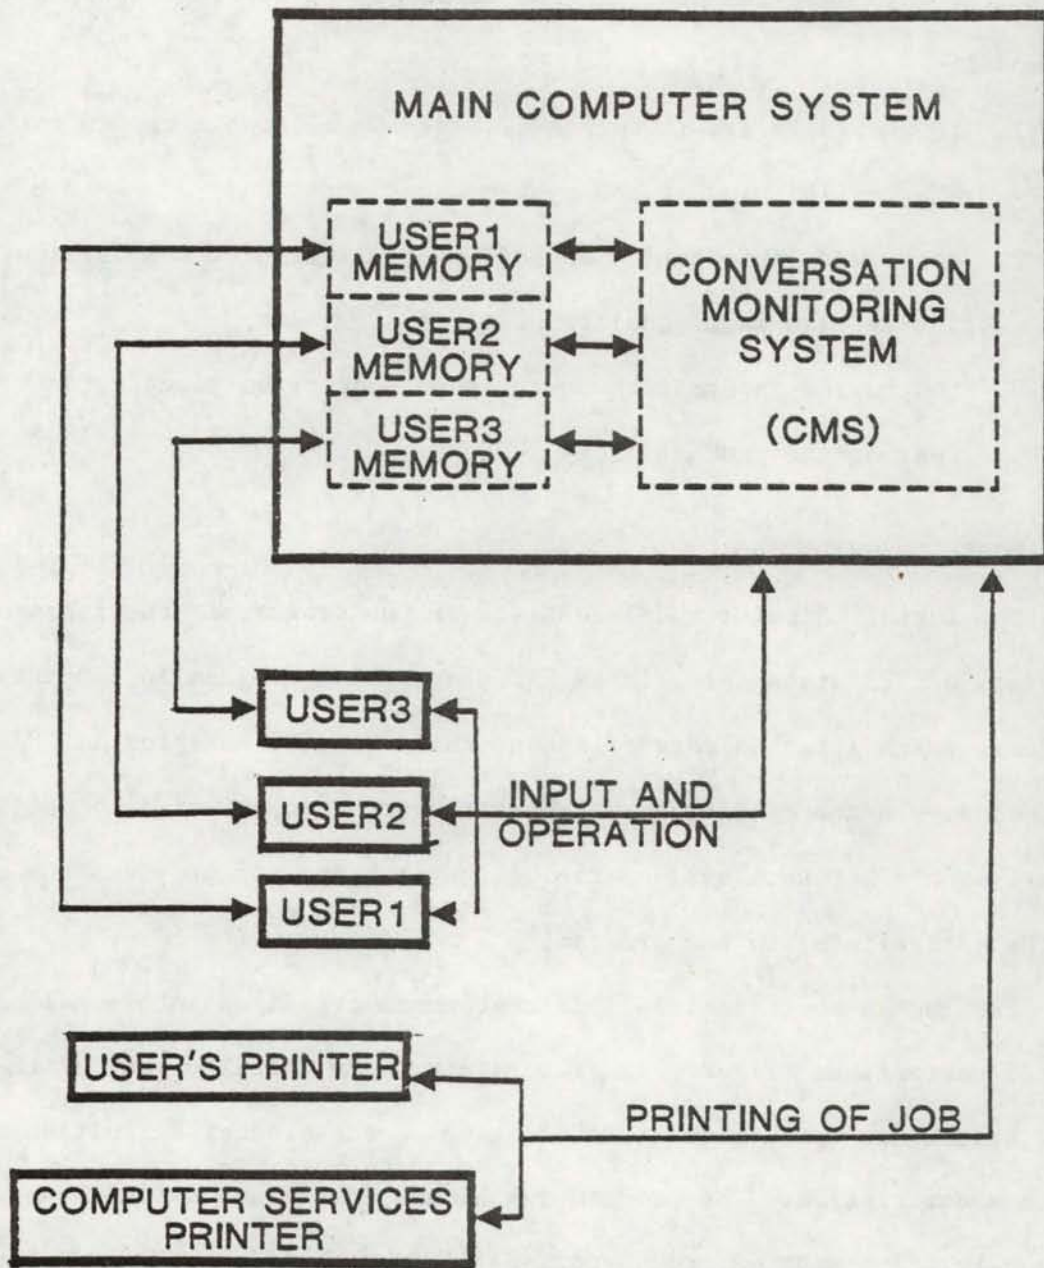 MAIN COMPUTER SYSTEM
USER1
MEMORY
USER2
MEMORY
USER3
MEMORY
CONVERSATION
MONITORING
SYSTEM
(CMS)
USER3
USER2
USER1
INPUT AND
OPERATION
USER'S PRINTER
PRINTING OF JOB
COMPUTER SERVICES
PRINTER